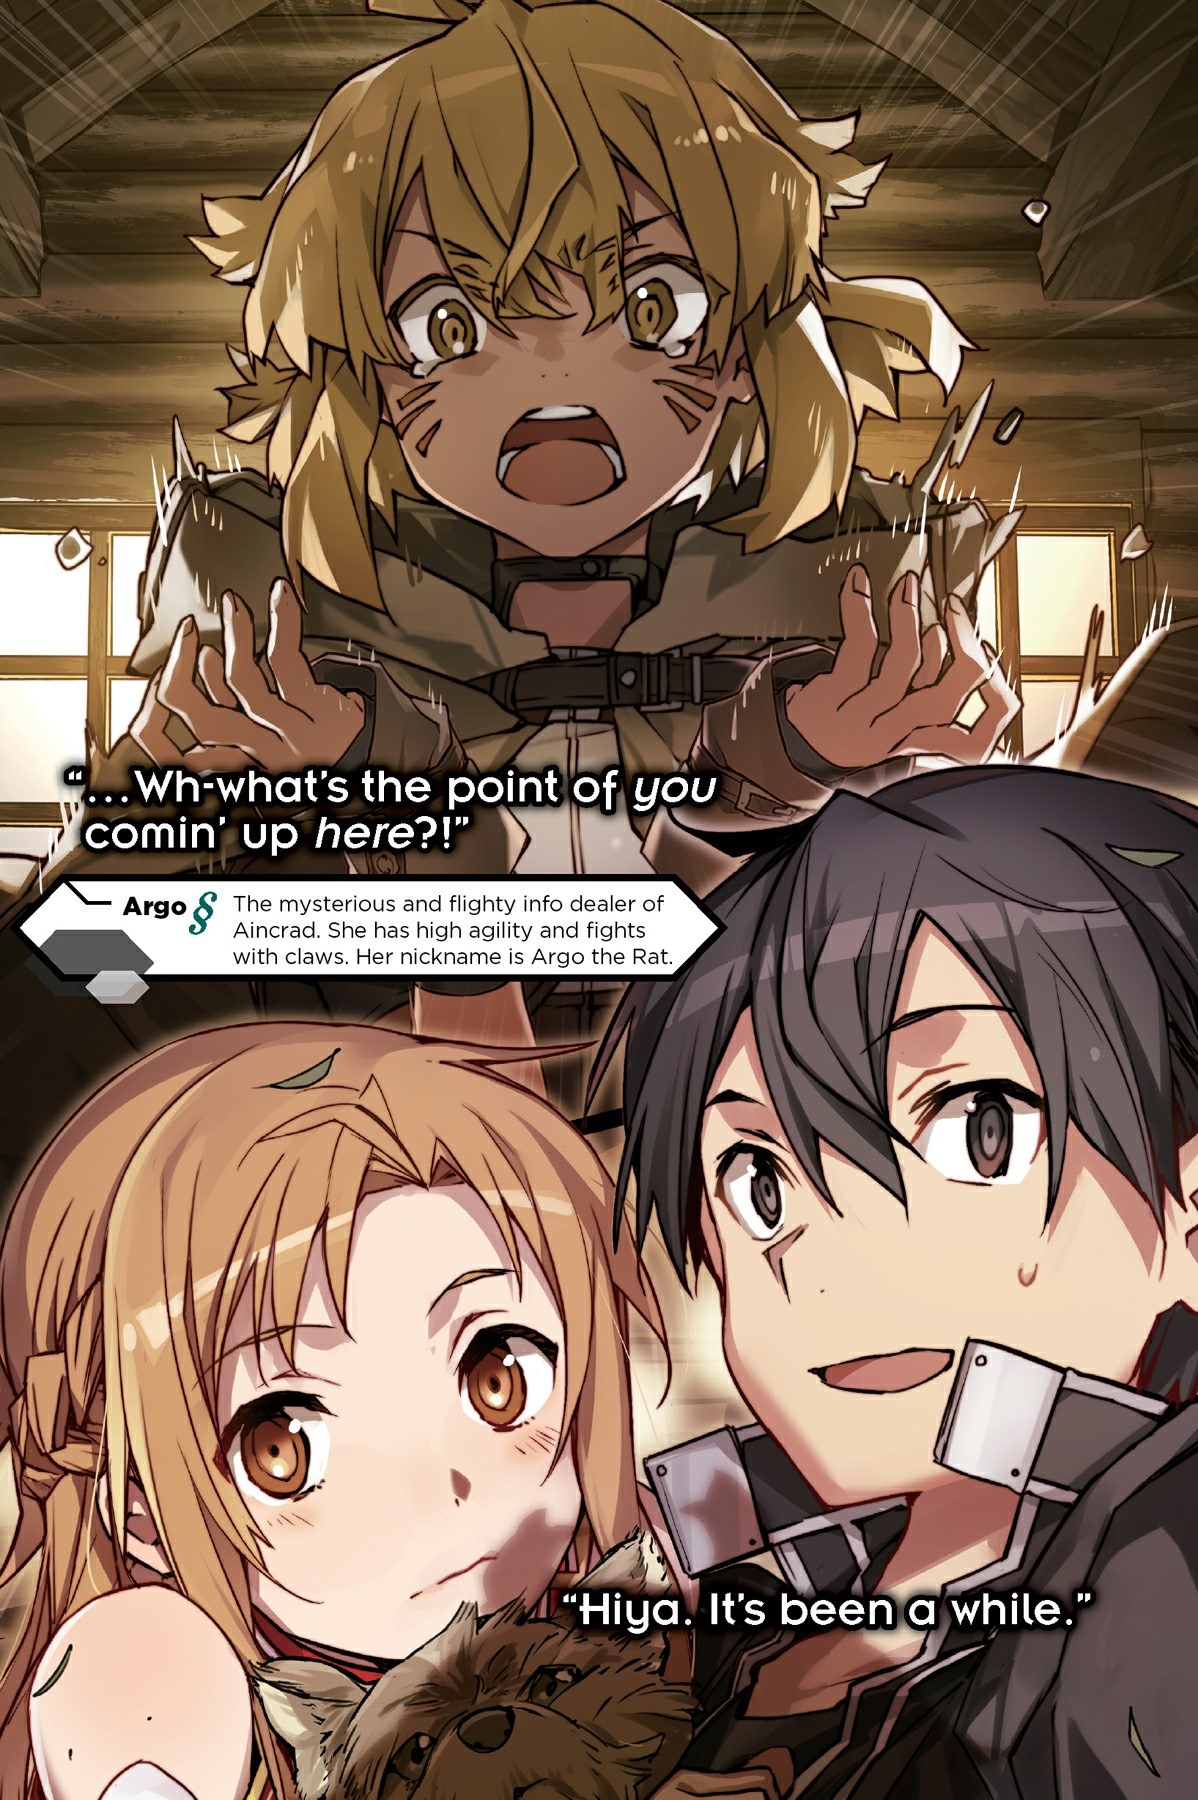 “...Wh-what’s the point of you
comin’ up here?!”
Argo § The mysterious and flighty info dealer of
Aincrad. She has high agility and fights
with claws. Her nickname is Argo the Rat.
“Hiya. It’s been a while.”